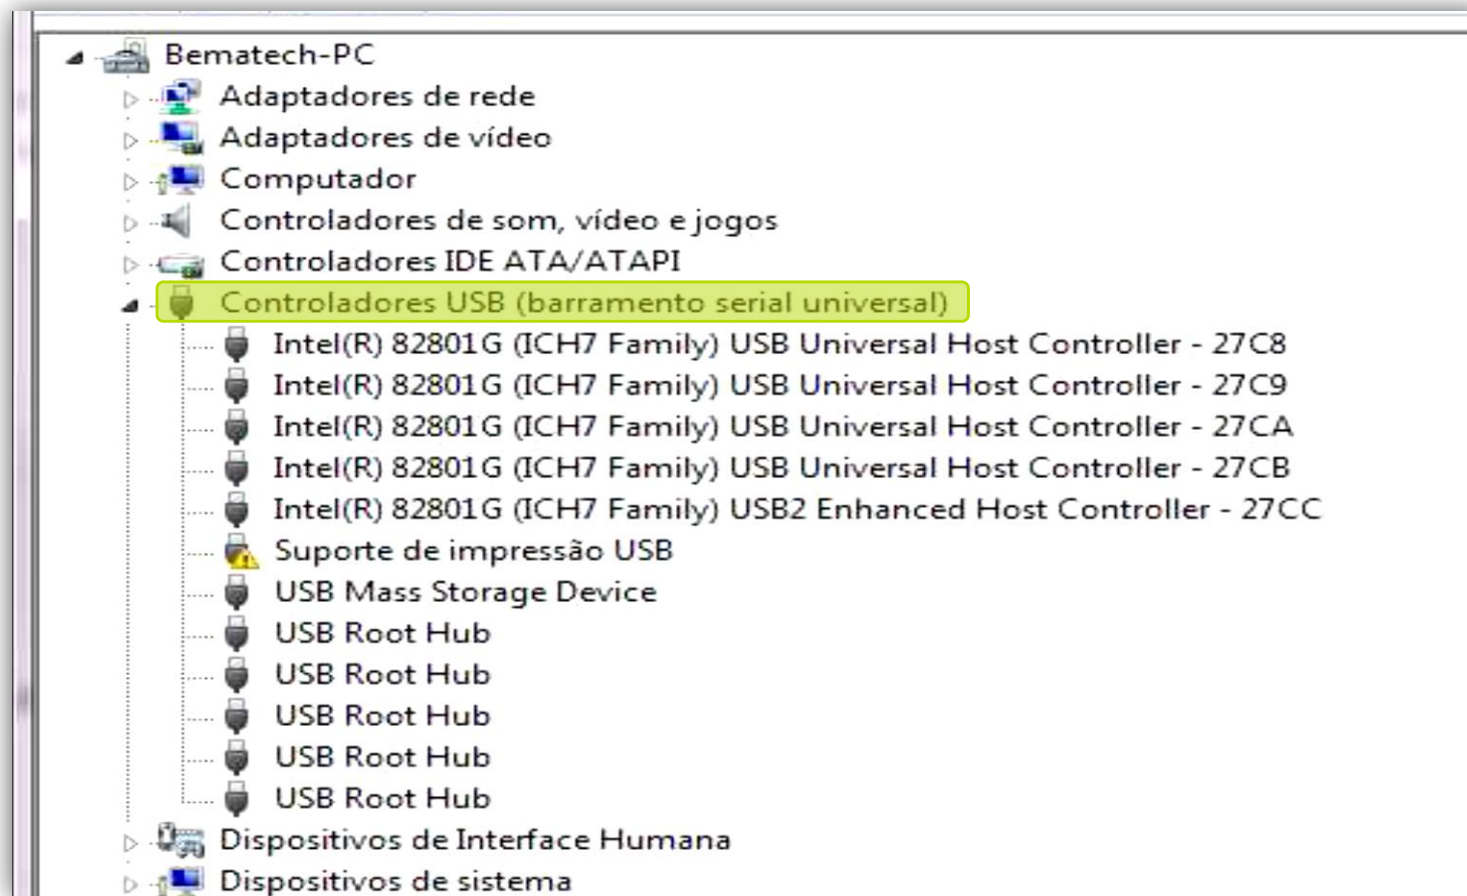 Bematech-PC
Adaptadores de rede
Adaptadores de vídeo
Computador
Controladores de som, vídeo e jogos
Controladores IDE ATA/ATAPI
Controladores USB (barramento serial universal)
Intel(R) 82801G (ICH7 Family) USB Universal Host Controller - 27C8
Intel(R) 82801G (ICH7 Family) USB Universal Host Controller - 27C9
Intel(R) 82801G (ICH7 Family) USB Universal Host Controller - 27CA
Intel(R) 82801G (ICH7 Family) USB Universal Host Controller - 27CB
Intel(R) 82801G (ICH7 Family) USB2 Enhanced Host Controller - 27CC
Suporte de impressão USB
USB Mass Storage Device
USB Root Hub
USB Root Hub
USB Root Hub
USB Root Hub
USB Root Hub
Dispositivos de Interface Humana
Dispositivos de sistema